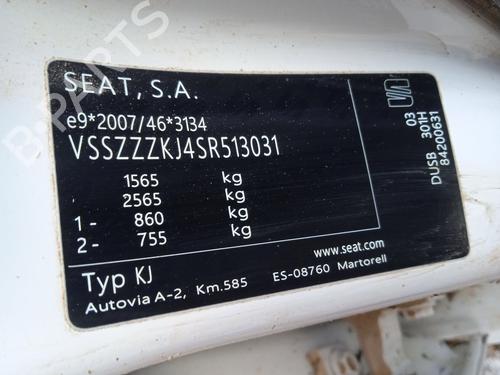 SEAT, S.A.
e9*2007/46*3134
VSSZZZKJ4SR513031
1565 kg
2565 kg
1- 860 kg
2- 755 kg
www.seat.com
Typ KJ
Autovia A-2, Km.585 ES-08760 Martorell
03
301H
DUSB 84200631
B-PARTS